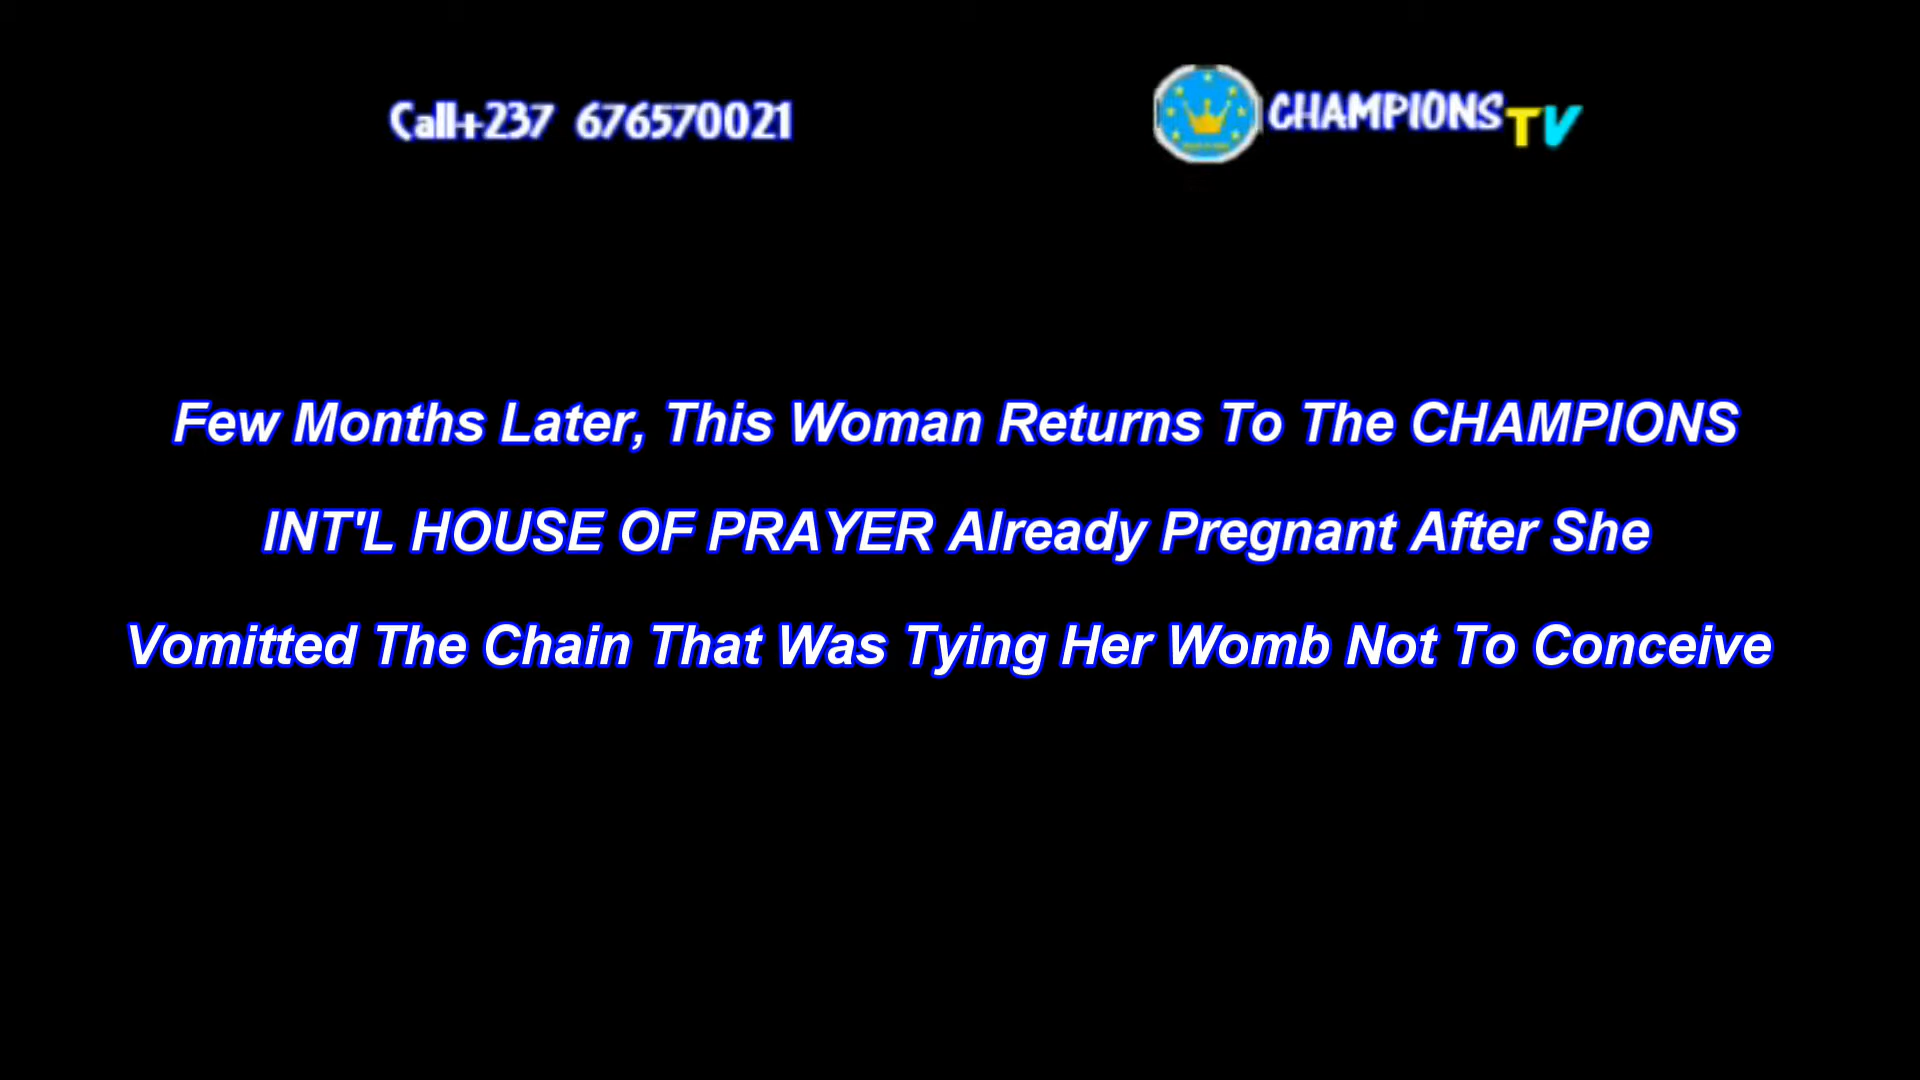 Call+237 676570021
CHAMPIONS TV
Few Months Later, This Woman Returns To The CHAMPIONS
INT'L HOUSE OF PRAYER Already Pregnant After She
Vomitted The Chain That Was Tying Her Womb Not To Conceive